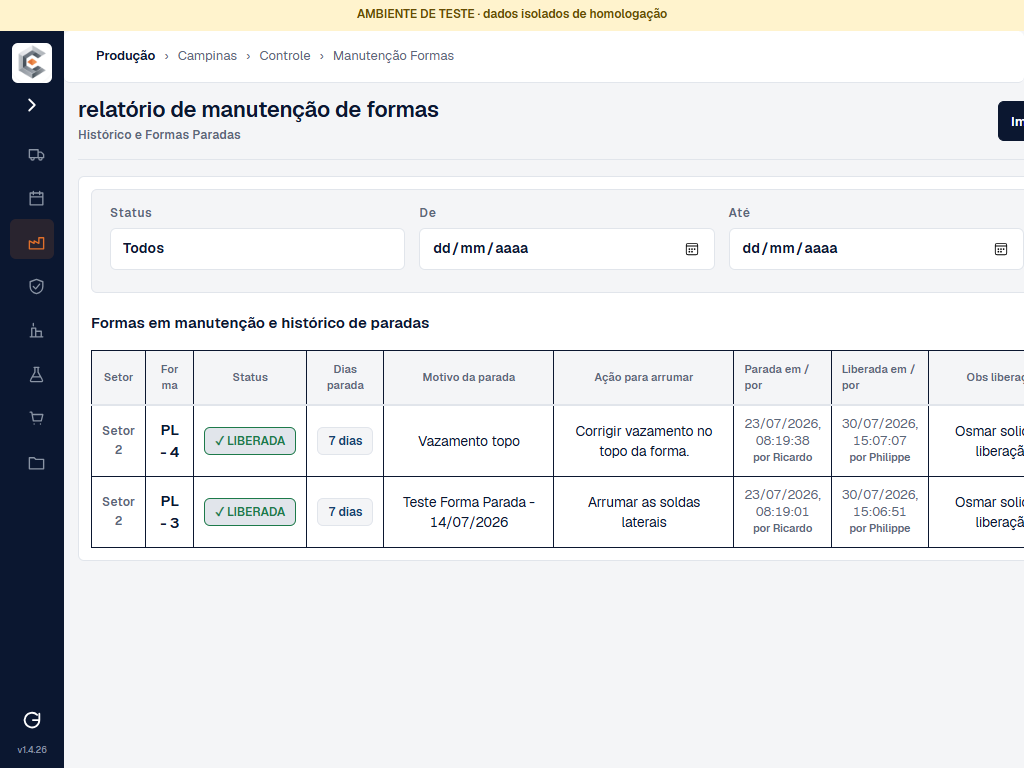 AMBIENTE DE TESTE · dados isolados de homologação
Produção › Campinas › Controle › Manutenção Formas
relatório de manutenção de formas
Histórico e Formas Paradas
Im
Status
De
Até
Todos
dd/mm/aaaa
dd/mm/aaaa
Formas em manutenção e histórico de paradas
Setor
For
ma
Status
Dias
parada
Motivo da parada
Ação para arrumar
Parada em /
por
Liberada em /
por
Obs liberaç
Setor
2
PL
- 4
✓ LIBERADA
7 dias
Vazamento topo
Corrigir vazamento no
topo da forma.
23/07/2026,
08:19:38
por Ricardo
30/07/2026,
15:07:07
por Philippe
Osmar solic
liberaçã
Setor
2
PL
- 3
✓ LIBERADA
7 dias
Teste Forma Parada -
14/07/2026
Arrumar as soldas
laterais
23/07/2026,
08:19:01
por Ricardo
30/07/2026,
15:06:51
por Philippe
Osmar solic
liberaçã
v1.4.26